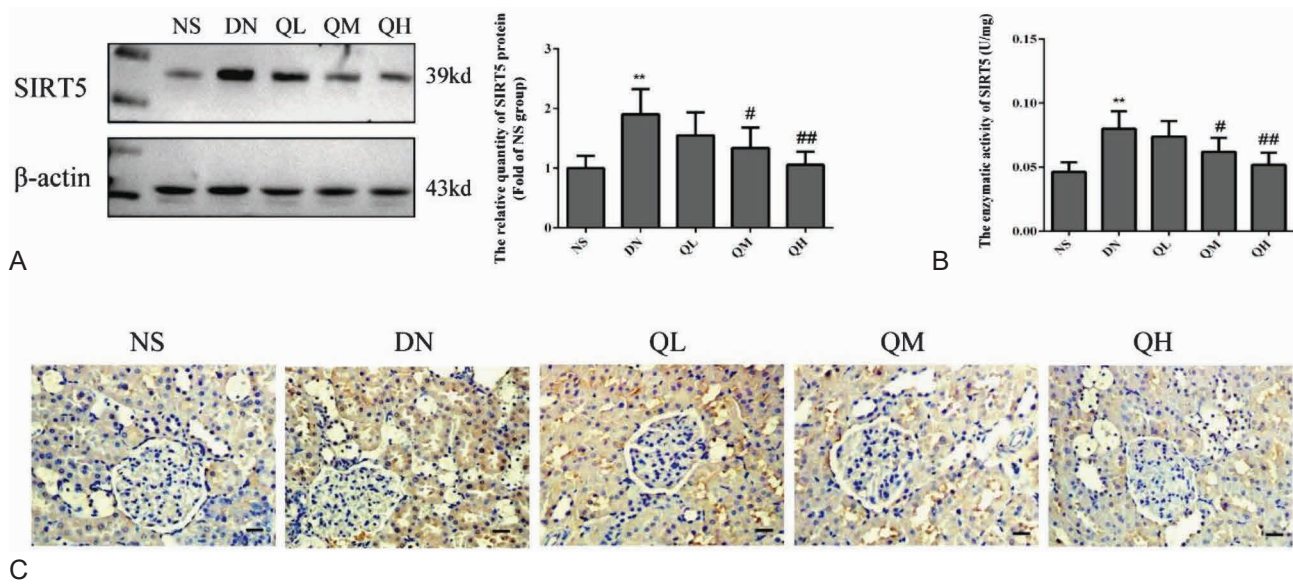 NS DN QL QM QH
SIRT5
39kd
β-actin
43kd
A
The relative quantity of SIRT5 protein
(Fold of NS group)
3
2
1
0
**
#
##
NS
DN
QL
QM
QH
B
The enzymatic activity of SIRT5 (U/mg)
0.15
0.10
0.05
0.00
**
#
##
NS
DN
QL
QM
QH
NS
DN
QL
QM
QH
C